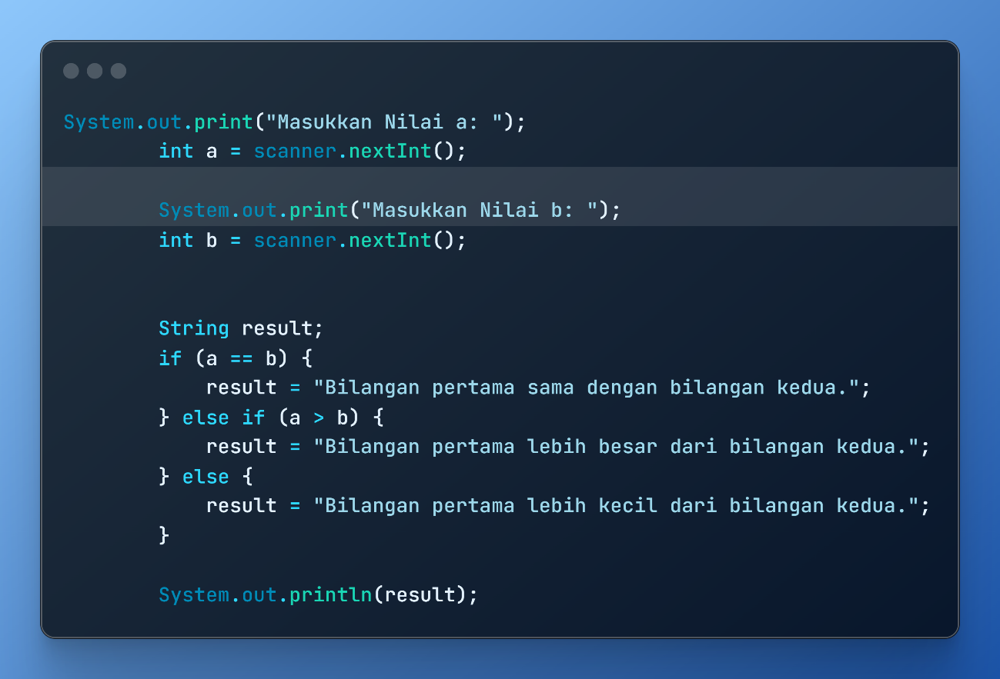 System.out.print("Masukkan Nilai a: ");
        int a = scanner.nextInt();
        System.out.print("Masukkan Nilai b: ");
        int b = scanner.nextInt();
        String result;
        if (a == b) {
            result = "Bilangan pertama sama dengan bilangan kedua.";
        } else if (a > b) {
            result = "Bilangan pertama lebih besar dari bilangan kedua.";
        } else {
            result = "Bilangan pertama lebih kecil dari bilangan kedua.";
        }
        System.out.println(result);